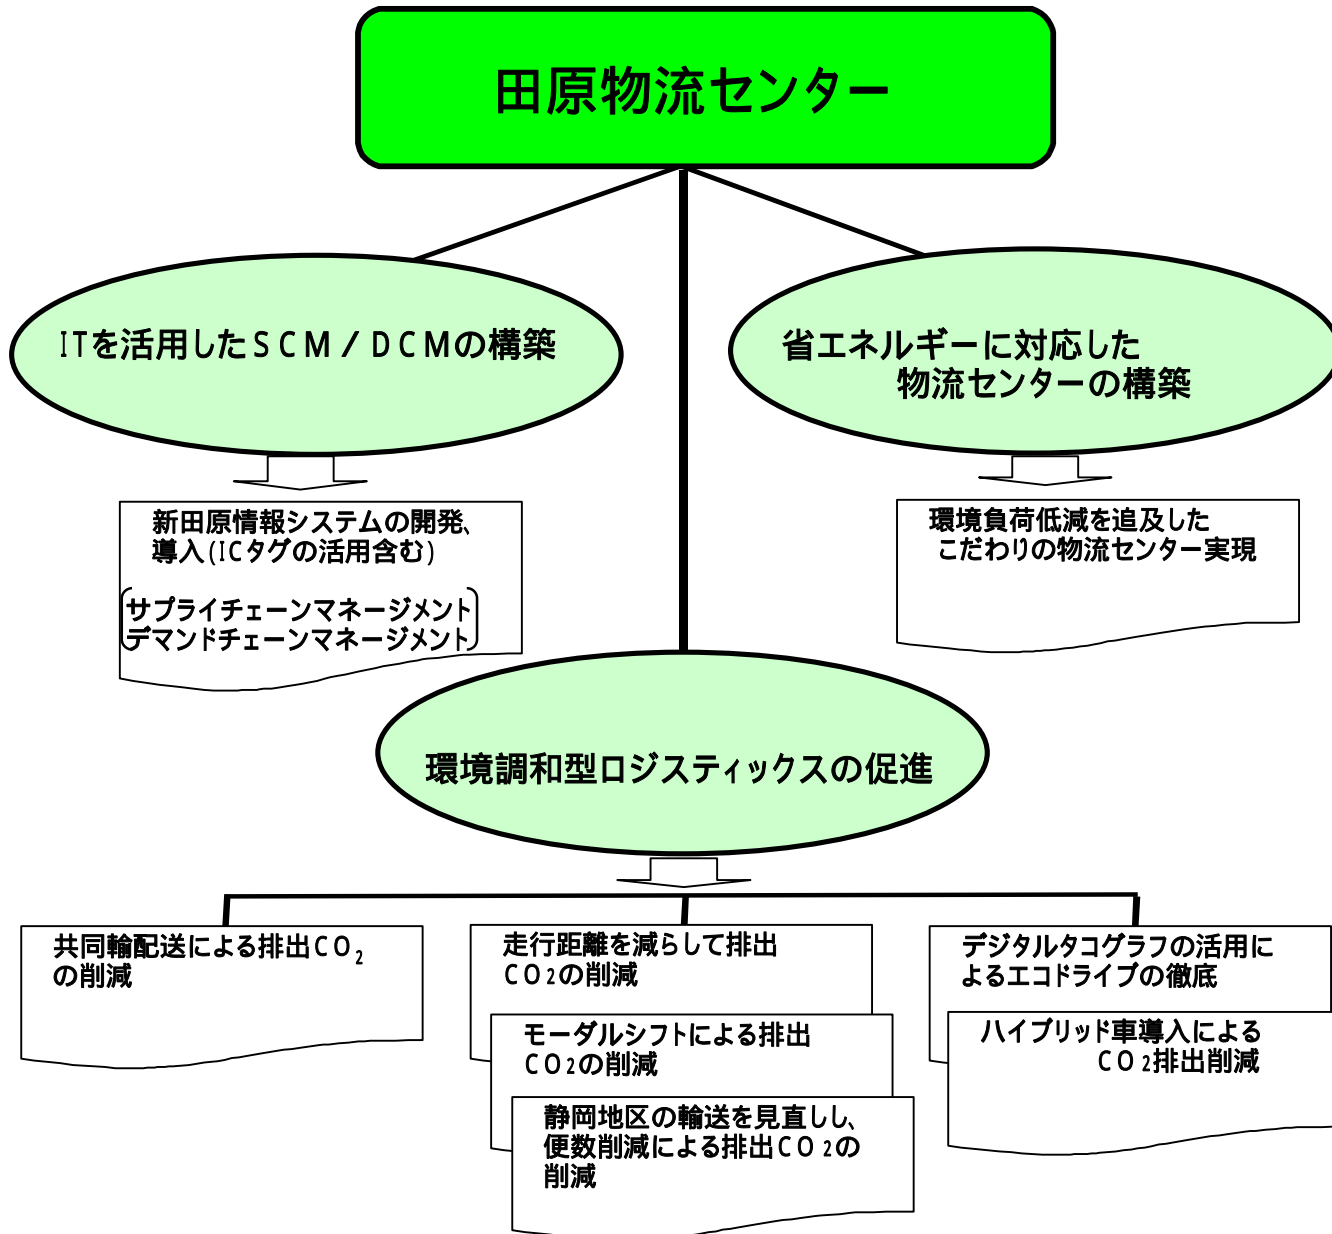 田原物流センター
ITを活用したSCM/DCMの構築
省エネルギーに対応した
物流センターの構築
新田原情報システムの開発、
導入(ICタグの活用含む)
サプライチェーンマネージメント
デマンドチェーンマネージメント
環境負荷低減を追及した
こだわりの物流センター実現
環境調和型ロジスティックスの促進
共同輸配送による排出CO2
の削減
走行距離を減らして排出
CO2の削減
モーダルシフトによる排出
CO2の削減
静岡地区の輸送を見直しし、
便数削減による排出CO2の
削減
デジタルタコグラフの活用に
よるエコドライブの徹底
ハイブリッド車導入による
CO2排出削減